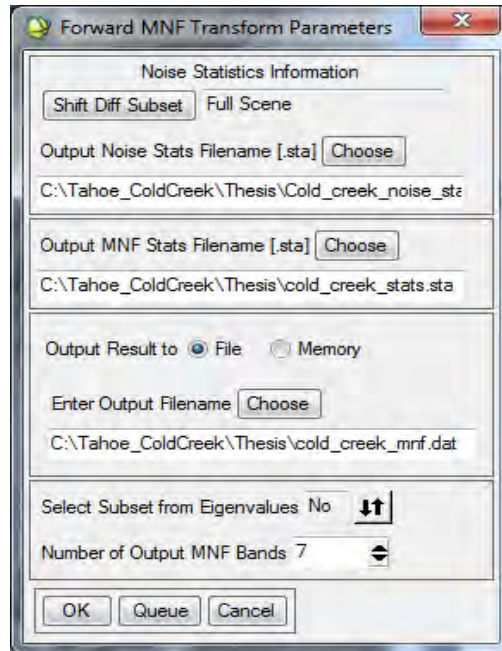 Forward MNF Transform Parameters
Noise Statistics Information
Shift Diff Subset Full Scene
Output Noise Stats Filename [.sta] Choose
C:\Tahoe_ColdCreek\Thesis\Cold_creek_noise_sta
Output MNF Stats Filename [.sta] Choose
C:\Tahoe_ColdCreek\Thesis\cold_creek_stats.sta
Output Result to File Memory
Enter Output Filename Choose
C:\Tahoe_ColdCreek\Thesis\cold_creek_mnf.dat
Select Subset from Eigenvalues No
Number of Output MNF Bands 7
OK Queue Cancel